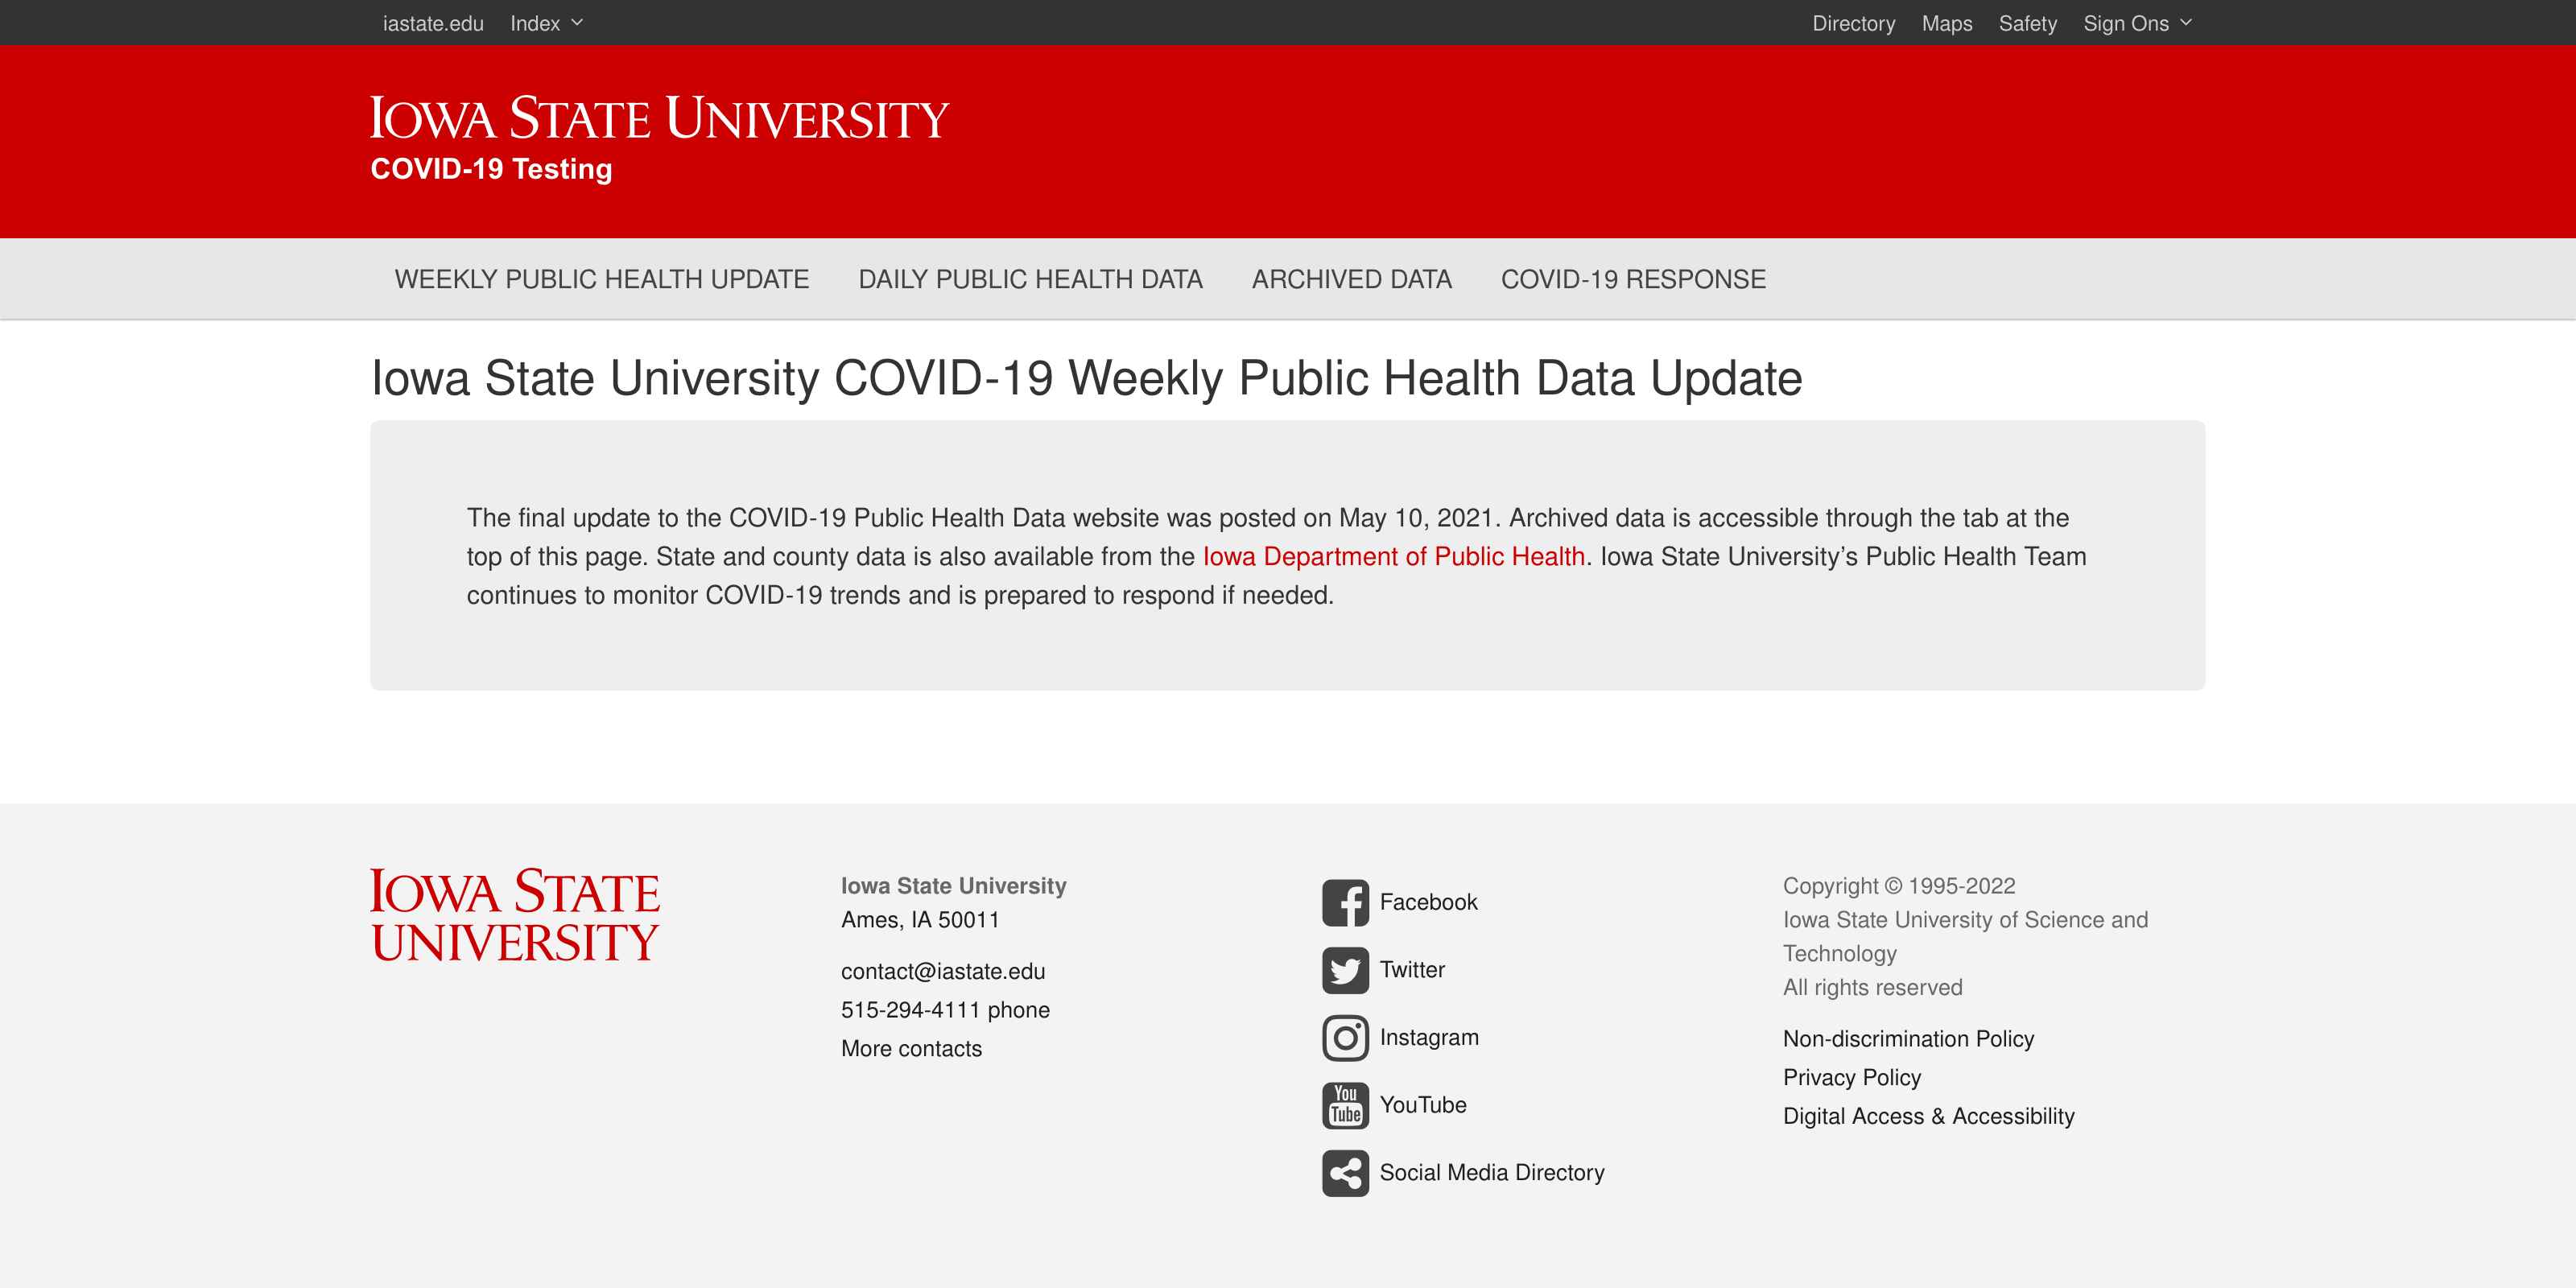 iastate.edu Index Directory Maps Safety Sign Ons
IOWA STATE UNIVERSITY
COVID-19 Testing
WEEKLY PUBLIC HEALTH UPDATE DAILY PUBLIC HEALTH DATA ARCHIVED DATA COVID-19 RESPONSE
Iowa State University COVID-19 Weekly Public Health Data Update
The final update to the COVID-19 Public Health Data website was posted on May 10, 2021. Archived data is accessible through the tab at the
top of this page. State and county data is also available from the Iowa Department of Public Health. Iowa State University’s Public Health Team
continues to monitor COVID-19 trends and is prepared to respond if needed.
IOWA STATE
UNIVERSITY
Iowa State University
Ames, IA 50011
contact@iastate.edu
515-294-4111 phone
More contacts
Facebook
Twitter
Instagram
You
Tube YouTube
Social Media Directory
Copyright © 1995-2022
Iowa State University of Science and
Technology
All rights reserved
Non-discrimination Policy
Privacy Policy
Digital Access & Accessibility